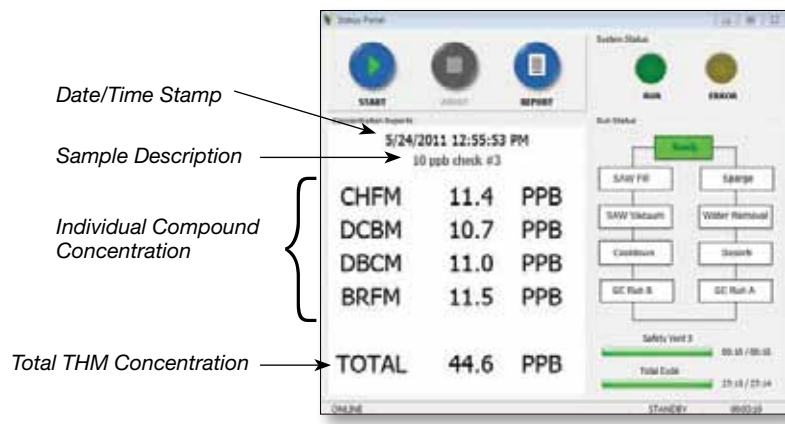 Status Panel
System Status
START
ABORT
REPORT
RUN
ERROR
Date/Time Stamp
Concentration Reports
Run Status
5/24/2011 12:55:53 PM
Ready
Sample Description
10 ppb check #3
SAW Fill
Sparge
CHFM 11.4 PPB
SAW Vacuum
Water Removal
Individual Compound
Concentration
DCBM 10.7 PPB
DBCM 11.0 PPB
Cooldown
Desorb
BRFM 11.5 PPB
GC Run B
GC Run A
Safety Vent 3
Total THM Concentration
TOTAL 44.6 PPB
ONLINE
STANDBY